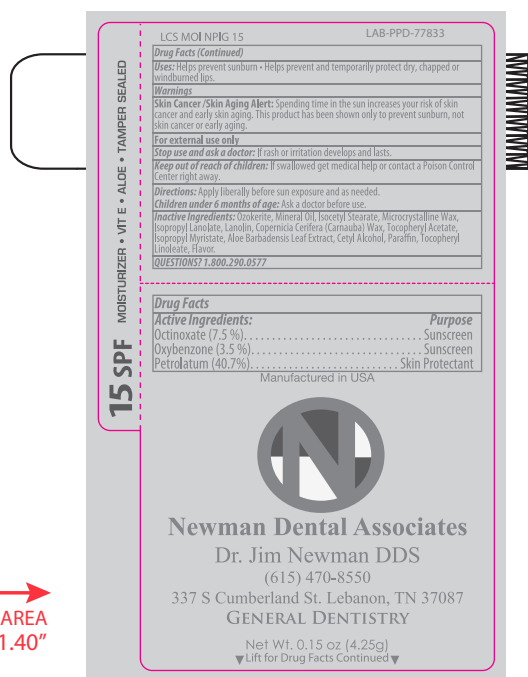 LCS MOI NPIG 15
LAB-PPD-77833
Drug Facts (Continued)
Uses: Helps prevent sunburn • Helps prevent and temporarily protect dry, chapped or
windburned lips.
Warnings
Skin Cancer /Skin Aging Alert: Spending time in the sun increases your risk of skin
cancer and early skin aging. This product has been shown only to prevent sunburn, not
skin cancer or early aging.
For external use only
Stop use and ask a doctor: If rash or irritation develops and lasts.
Keep out of reach of children: If swallowed get medical help or contact a Poison Control
Center right away.
Directions: Apply liberally before sun exposure and as needed.
Children under 6 months of age: Ask a doctor before use.
Inactive Ingredients: Ozokerite, Mineral Oil, Isocetyl Stearate, Microcrystalline Wax,
Isopropyl Lanolate, Lanolin, Copernicia Cerifera (Carnauba) Wax, Tocopheryl Acetate,
Isopropyl Myristate, Aloe Barbadensis Leaf Extract, Cetyl Alcohol, Paraffin, Tocopheryl
Linoleate, Flavor.
QUESTIONS? 1.800.290.0577
15 SPF MOISTURIZER • VIT E • ALOE • TAMPER SEALED
Drug Facts
Active Ingredients: Purpose
Octinoxate (7.5 %)............................Sunscreen
Oxybenzone (3.5 %)............................Sunscreen
Petrolatum (40.7%)........................Skin Protectant
Manufactured in USA
N
Newman Dental Associates
Dr. Jim Newman DDS
(615) 470-8550
337 S Cumberland St. Lebanon, TN 37087
GENERAL DENTISTRY
Net Wt. 0.15 oz (4.25g)
▼Lift for Drug Facts Continued▼
AREA
1.40"